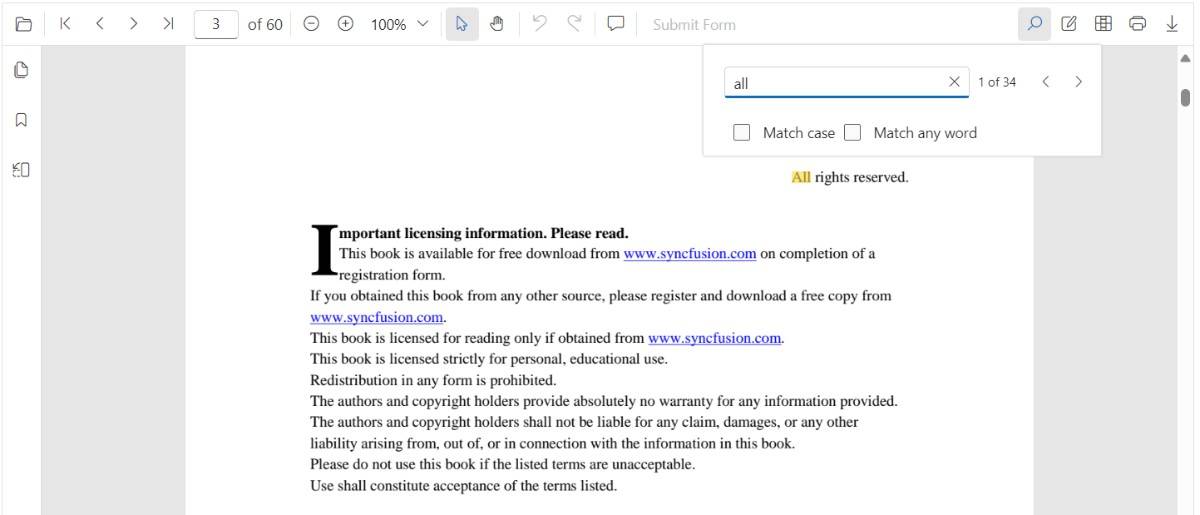 3 of 60 100% Submit Form
all 1 of 34
Match case Match any word
All rights reserved.
Important licensing information. Please read.
This book is available for free download from www.syncfusion.com on completion of a
registration form.
If you obtained this book from any other source, please register and download a free copy from
www.syncfusion.com.
This book is licensed for reading only if obtained from www.syncfusion.com.
This book is licensed strictly for personal, educational use.
Redistribution in any form is prohibited.
The authors and copyright holders provide absolutely no warranty for any information provided.
The authors and copyright holders shall not be liable for any claim, damages, or any other
liability arising from, out of, or in connection with the information in this book.
Please do not use this book if the listed terms are unacceptable.
Use shall constitute acceptance of the terms listed.